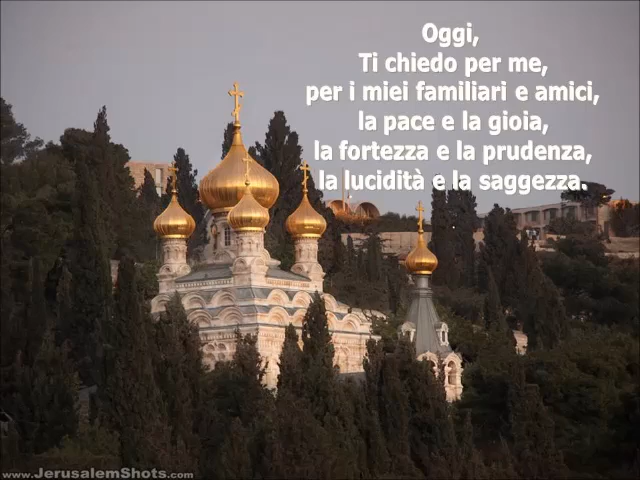 Oggi,
Ti chiedo per me,
per i miei familiari e amici,
la pace e la gioia,
la fortezza e la prudenza,
la lucidità e la saggezza.
www.JerusalemShots.com